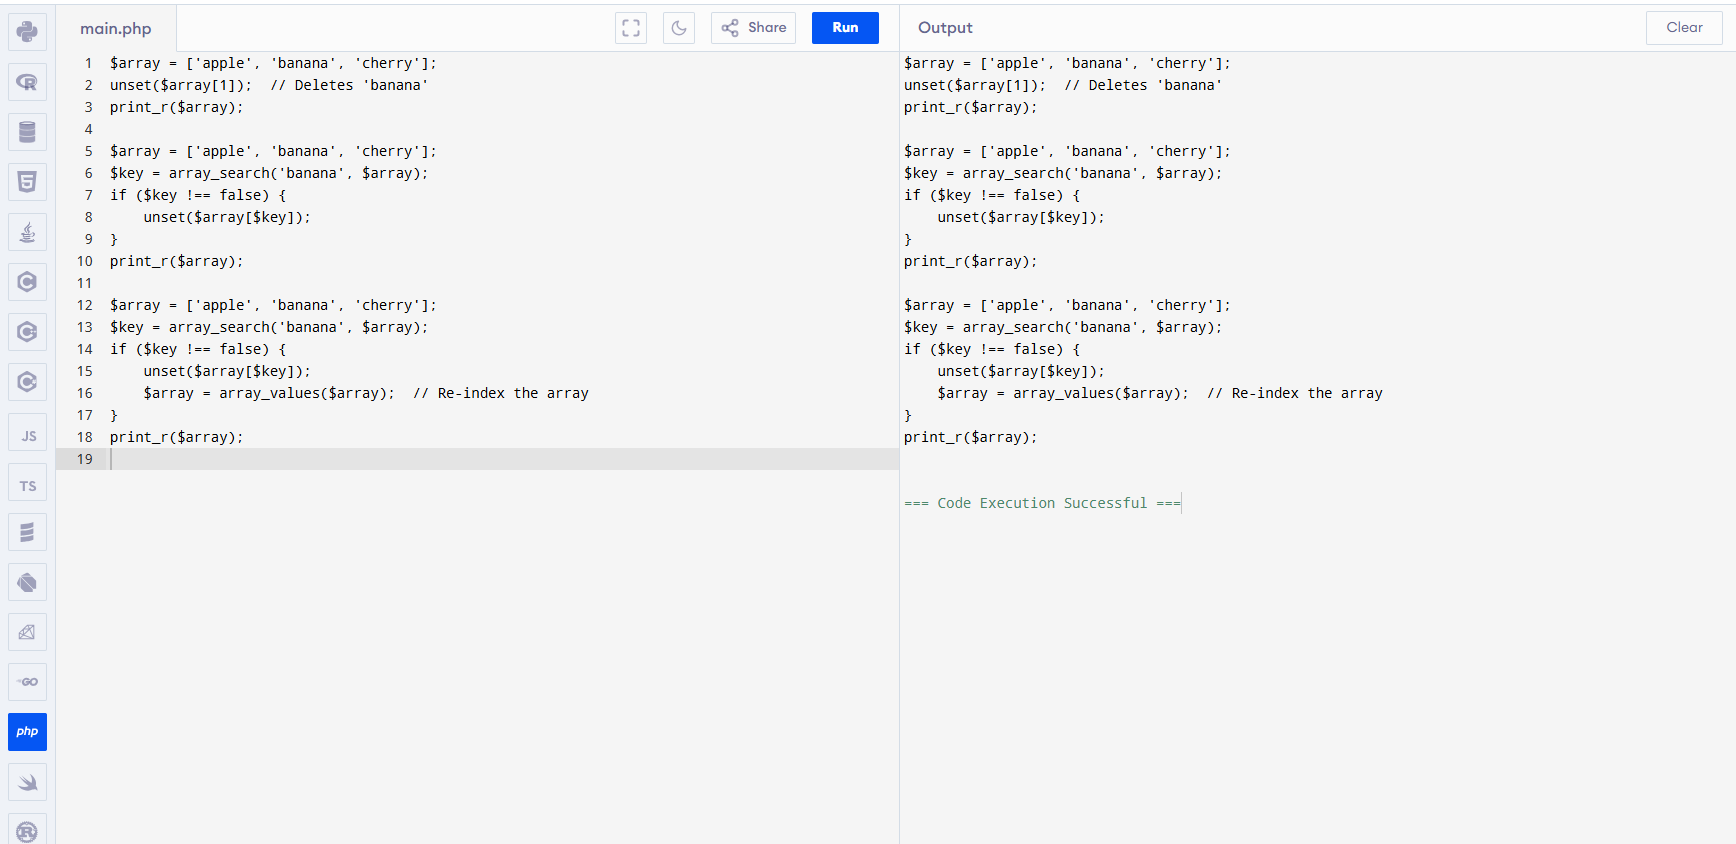 main.php
Share
Run
Output
Clear
1 $array = ['apple', 'banana', 'cherry'];
2 unset($array[1]);  // Deletes 'banana'
3 print_r($array);
4
5 $array = ['apple', 'banana', 'cherry'];
6 $key = array_search('banana', $array);
7 if ($key !== false) {
8     unset($array[$key]);
9 }
10 print_r($array);
11
12 $array = ['apple', 'banana', 'cherry'];
13 $key = array_search('banana', $array);
14 if ($key !== false) {
15     unset($array[$key]);
16     $array = array_values($array);  // Re-index the array
17 }
18 print_r($array);
19
$array = ['apple', 'banana', 'cherry'];
unset($array[1]);  // Deletes 'banana'
print_r($array);
$array = ['apple', 'banana', 'cherry'];
$key = array_search('banana', $array);
if ($key !== false) {
    unset($array[$key]);
}
print_r($array);
$array = ['apple', 'banana', 'cherry'];
$key = array_search('banana', $array);
if ($key !== false) {
    unset($array[$key]);
    $array = array_values($array);  // Re-index the array
}
print_r($array);
=== Code Execution Successful ===
R
5
C
C
C
JS
TS
GO
php
R